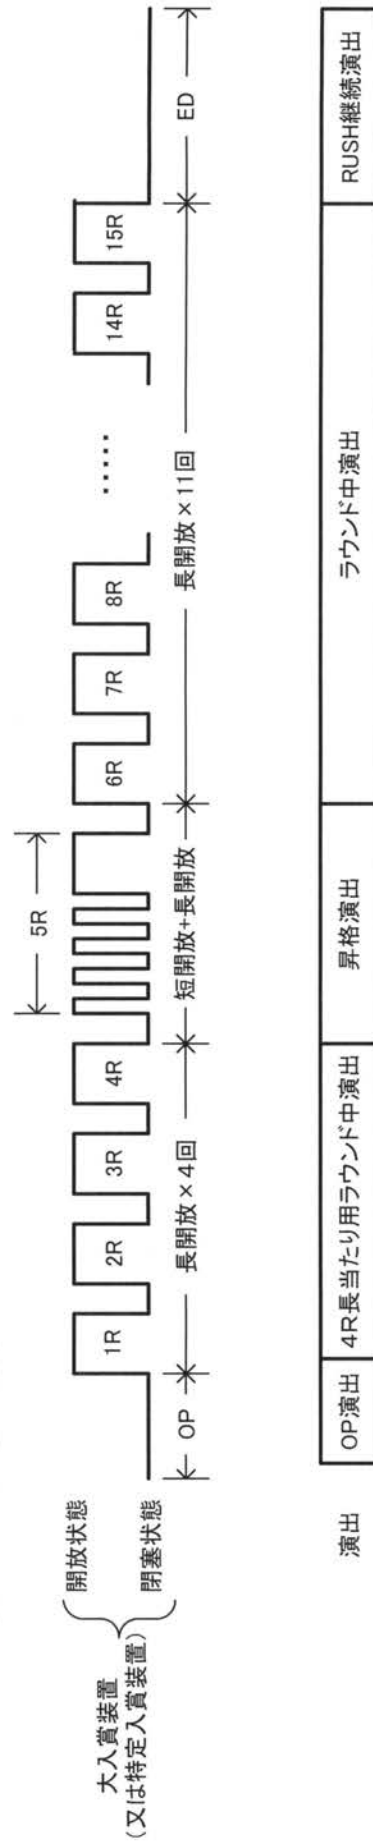 5R
開放状態
閉塞状態
大入賞装置
(又は特定入賞装置)
1R
2R
3R
4R
6R
7R
8R
.....
14R
15R
OP
長開放×4回
短開放+長開放
長開放×11回
ED
演出
OP演出
4R長当たり用ラウンド中演出
昇格演出
ラウンド中演出
RUSH継続演出